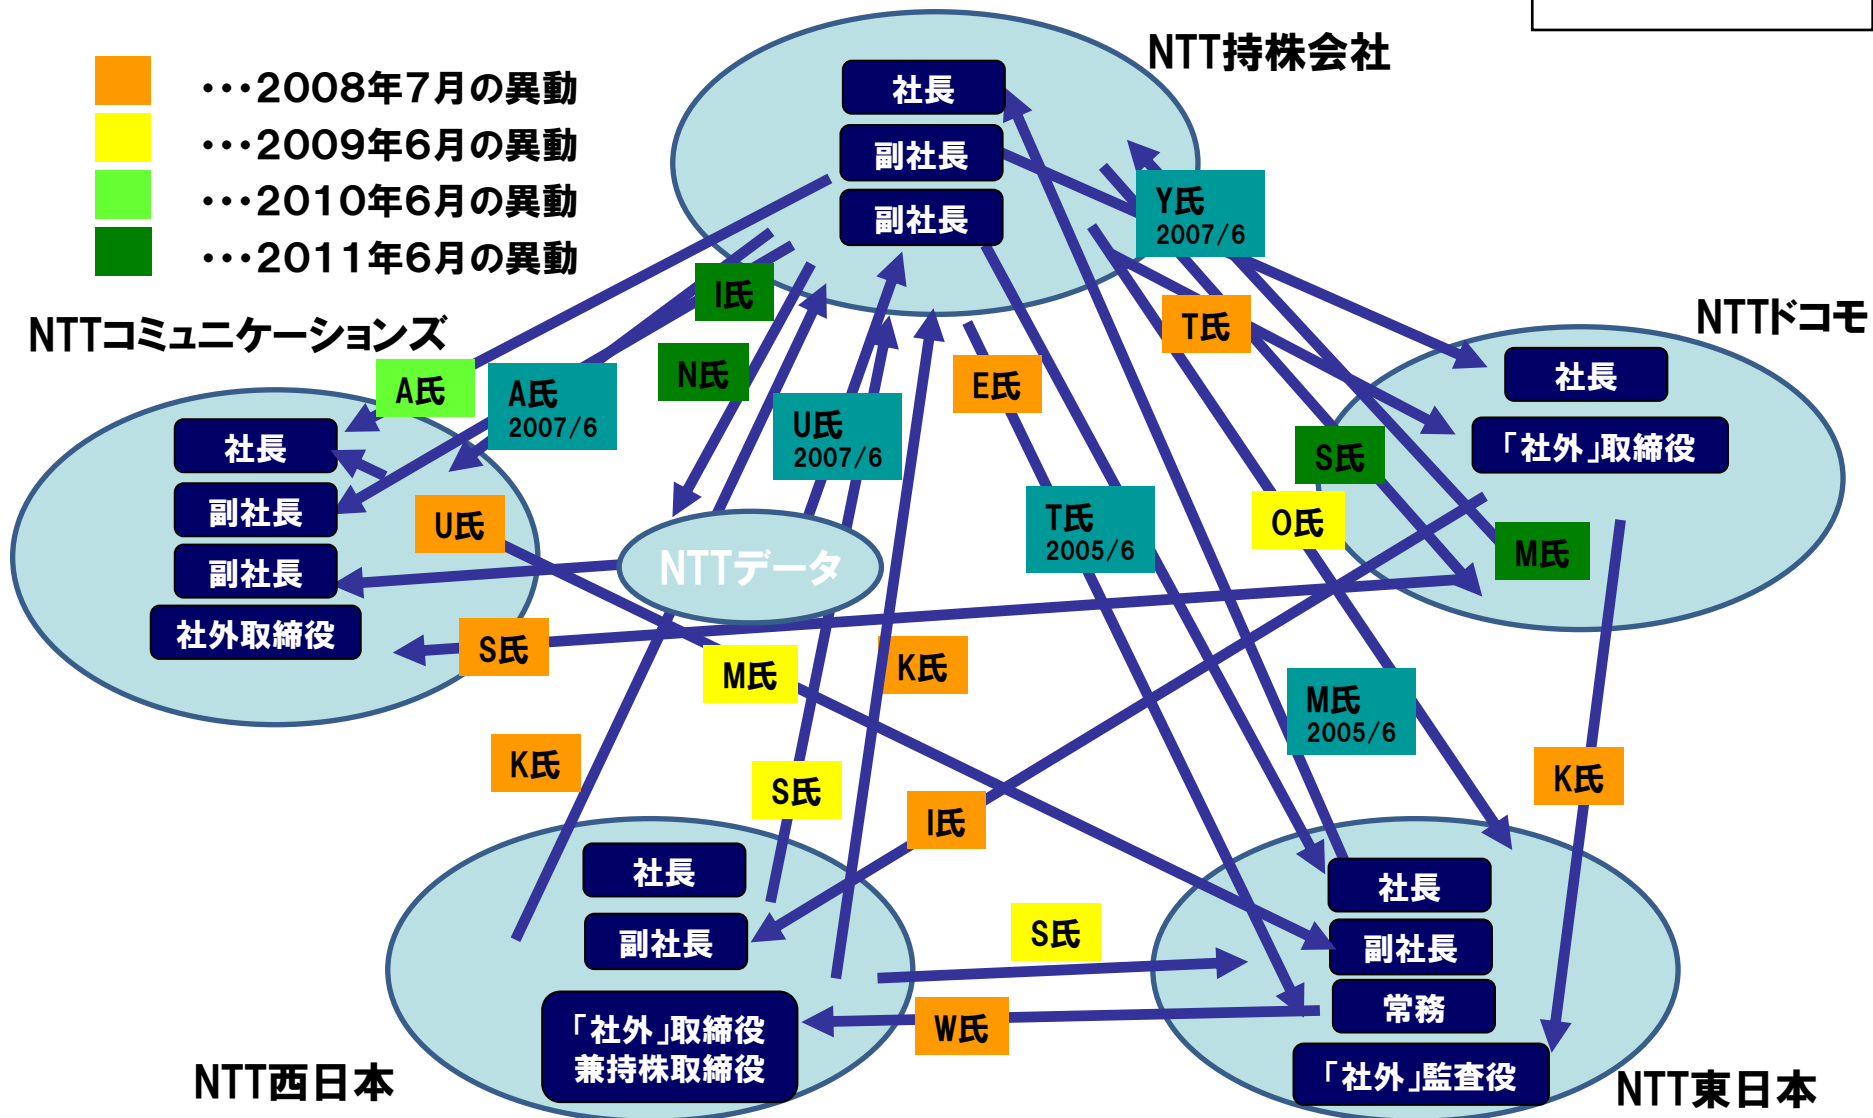 NTT持株会社
社長
副社長
副社長
･･･2008年7月の異動
･･･2009年6月の異動
･･･2010年6月の異動
･･･2011年6月の異動
NTTコミュニケーションズ
社長
副社長
副社長
社外取締役
NTTドコモ
社長
「社外」取締役
NTTデータ
Y氏
2007/6
I氏
T氏
N氏
E氏
A氏
A氏
2007/6
U氏
2007/6
S氏
U氏
T氏
2005/6
O氏
M氏
S氏
M氏
K氏
M氏
2005/6
K氏
S氏
K氏
I氏
S氏
W氏
社長
副社長
「社外」取締役
兼持株取締役
NTT西日本
社長
副社長
常務
「社外」監査役
NTT東日本